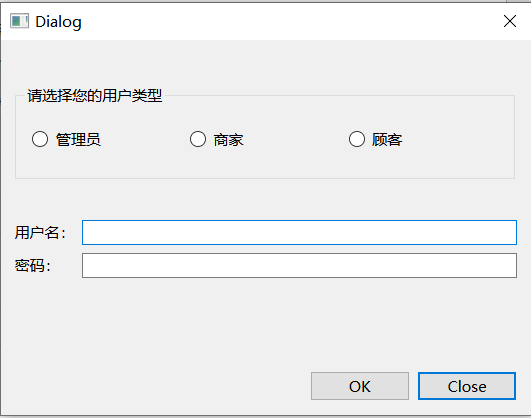 Dialog
请选择您的用户类型
管理员 商家 顾客
用户名：
密码：
OK Close